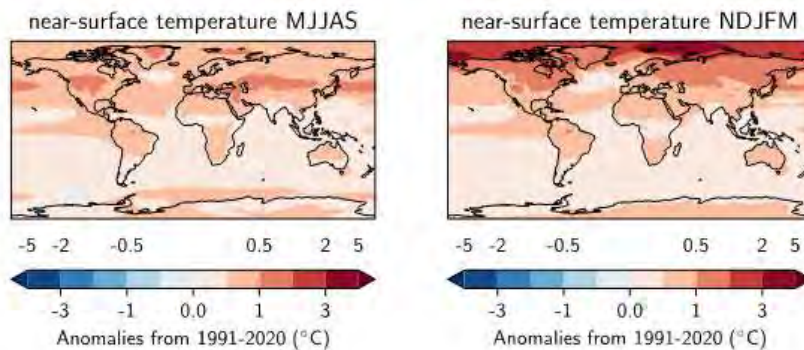 near-surface temperature MJJAS
near-surface temperature NDJFM
-5 -2 -0.5 0.5 2 5
-5 -2 -0.5 0.5 2 5
-3 -1 0.0 1 3
-3 -1 0.0 1 3
Anomalies from 1991-2020 (°C)
Anomalies from 1991-2020 (°C)